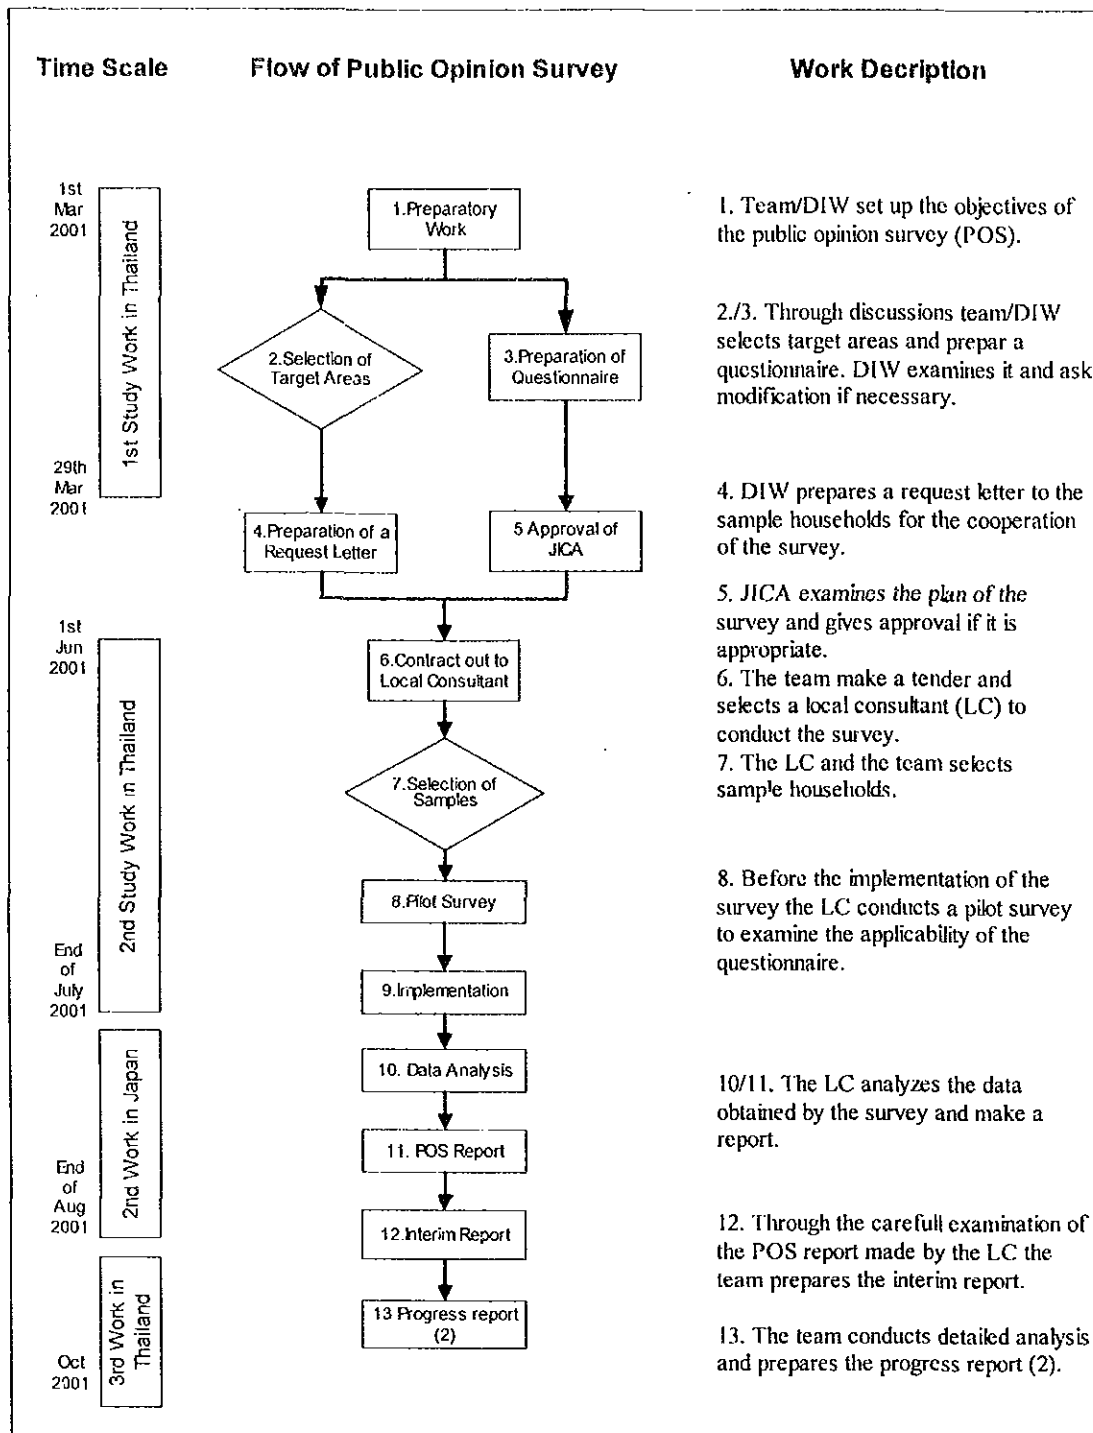 Time Scale
Flow of Public Opinion Survey
Work Decription
1st
Mar
2001
1st Study Work in Thailand
29th
Mar
2001
1st
Jun
2001
2nd Study Work in Thailand
End
of
July
2001
2nd Work in Japan
End
of
Aug
2001
3rd Work in
Thailand
Oct
2001
1.Preparatory
Work
2.Selection of
Target Areas
3.Preparation of
Questionnaire
4.Preparation of a
Request Letter
5 Approval of
JICA
6.Contract out to
Local Consultant
7.Selection of
Samples
8.Pilot Survey
9.Implementation
10. Data Analysis
11. POS Report
12.Interim Report
13 Progress report
(2)
1. Team/DIW set up the objectives of
the public opinion survey (POS).
2./3. Through discussions team/DIW
selects target areas and prepar a
questionnaire. DIW examines it and ask
modification if necessary.
4. DIW prepares a request letter to the
sample households for the cooperation
of the survey.
5. JICA examines the plan of the
survey and gives approval if it is
appropriate.
6. The team make a tender and
selects a local consultant (LC) to
conduct the survey.
7. The LC and the team selects
sample households.
8. Before the implementation of the
survey the LC conducts a pilot survey
to examine the applicability of the
questionnaire.
10/11. The LC analyzes the data
obtained by the survey and make a
report.
12. Through the carefull examination of
the POS report made by the LC the
team prepares the interim report.
13. The team conducts detailed analysis
and prepares the progress report (2).